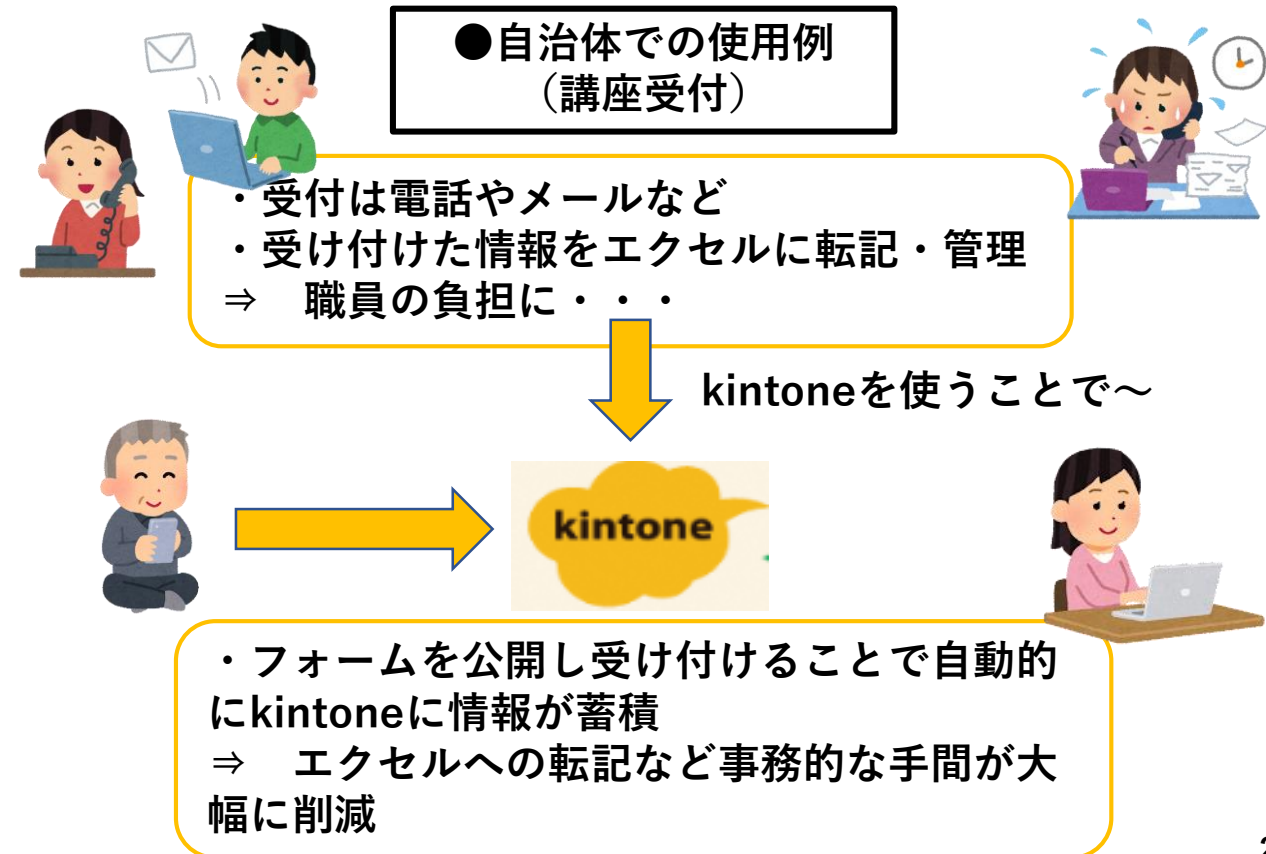 ●自治体での使用例
（講座受付）
・受付は電話やメールなど
・受け付けた情報をエクセルに転記・管理
⇒　職員の負担に・・・
kintoneを使うことで～
kintone
・フォームを公開し受け付けることで自動的
にkintoneに情報が蓄積
⇒　エクセルへの転記など事務的な手間が大
幅に削減